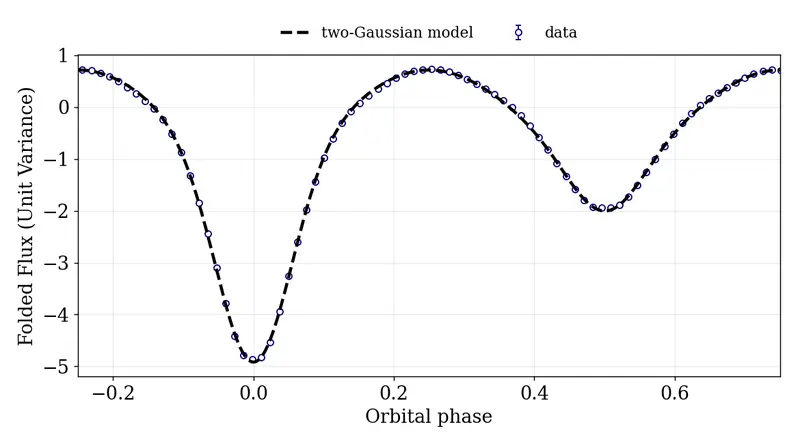 two-Gaussian model data
Folded Flux (Unit Variance)
1
0
−1
−2
−3
−4
−5
−0.2 0.0 0.2 0.4 0.6
Orbital phase